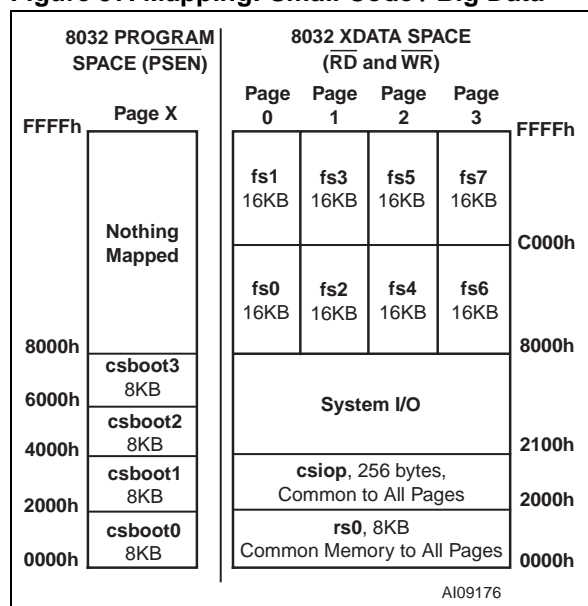 Mapping: Small Code / Big Data
8032 PROGRAM
SPACE (PSEN)
8032 XDATA SPACE
(RD and WR)
Page X
Page 0
Page 1
Page 2
Page 3
FFFFh
FFFFh
Nothing
Mapped
fs1
16KB
fs3
16KB
fs5
16KB
fs7
16KB
C000h
fs0
16KB
fs2
16KB
fs4
16KB
fs6
16KB
8000h
8000h
csboot3
8KB
6000h
System I/O
csboot2
8KB
4000h
2100h
csboot1
8KB
csiop, 256 bytes,
Common to All Pages
2000h
2000h
csboot0
8KB
rs0, 8KB
Common Memory to All Pages
0000h
0000h
AI09176